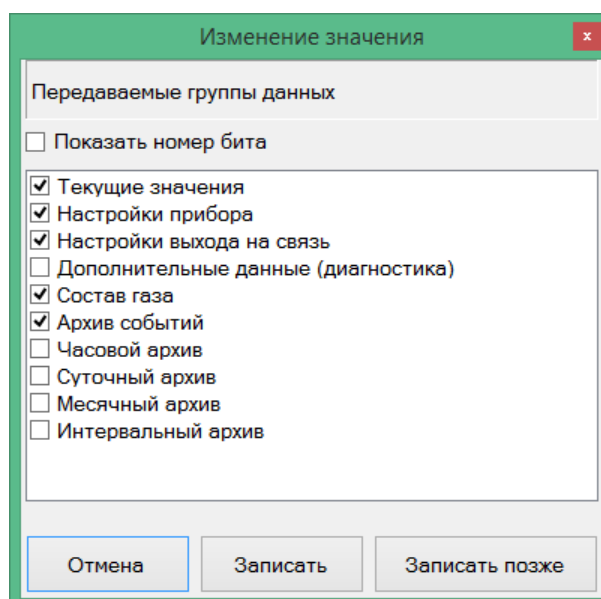 Изменение значения
x
Передаваемые группы данных
Показать номер бита
Текущие значения
Настройки прибора
Настройки выхода на связь
Дополнительные данные (диагностика)
Состав газа
Архив событий
Часовой архив
Суточный архив
Месячный архив
Интервальный архив
Отмена
Записать
Записать позже